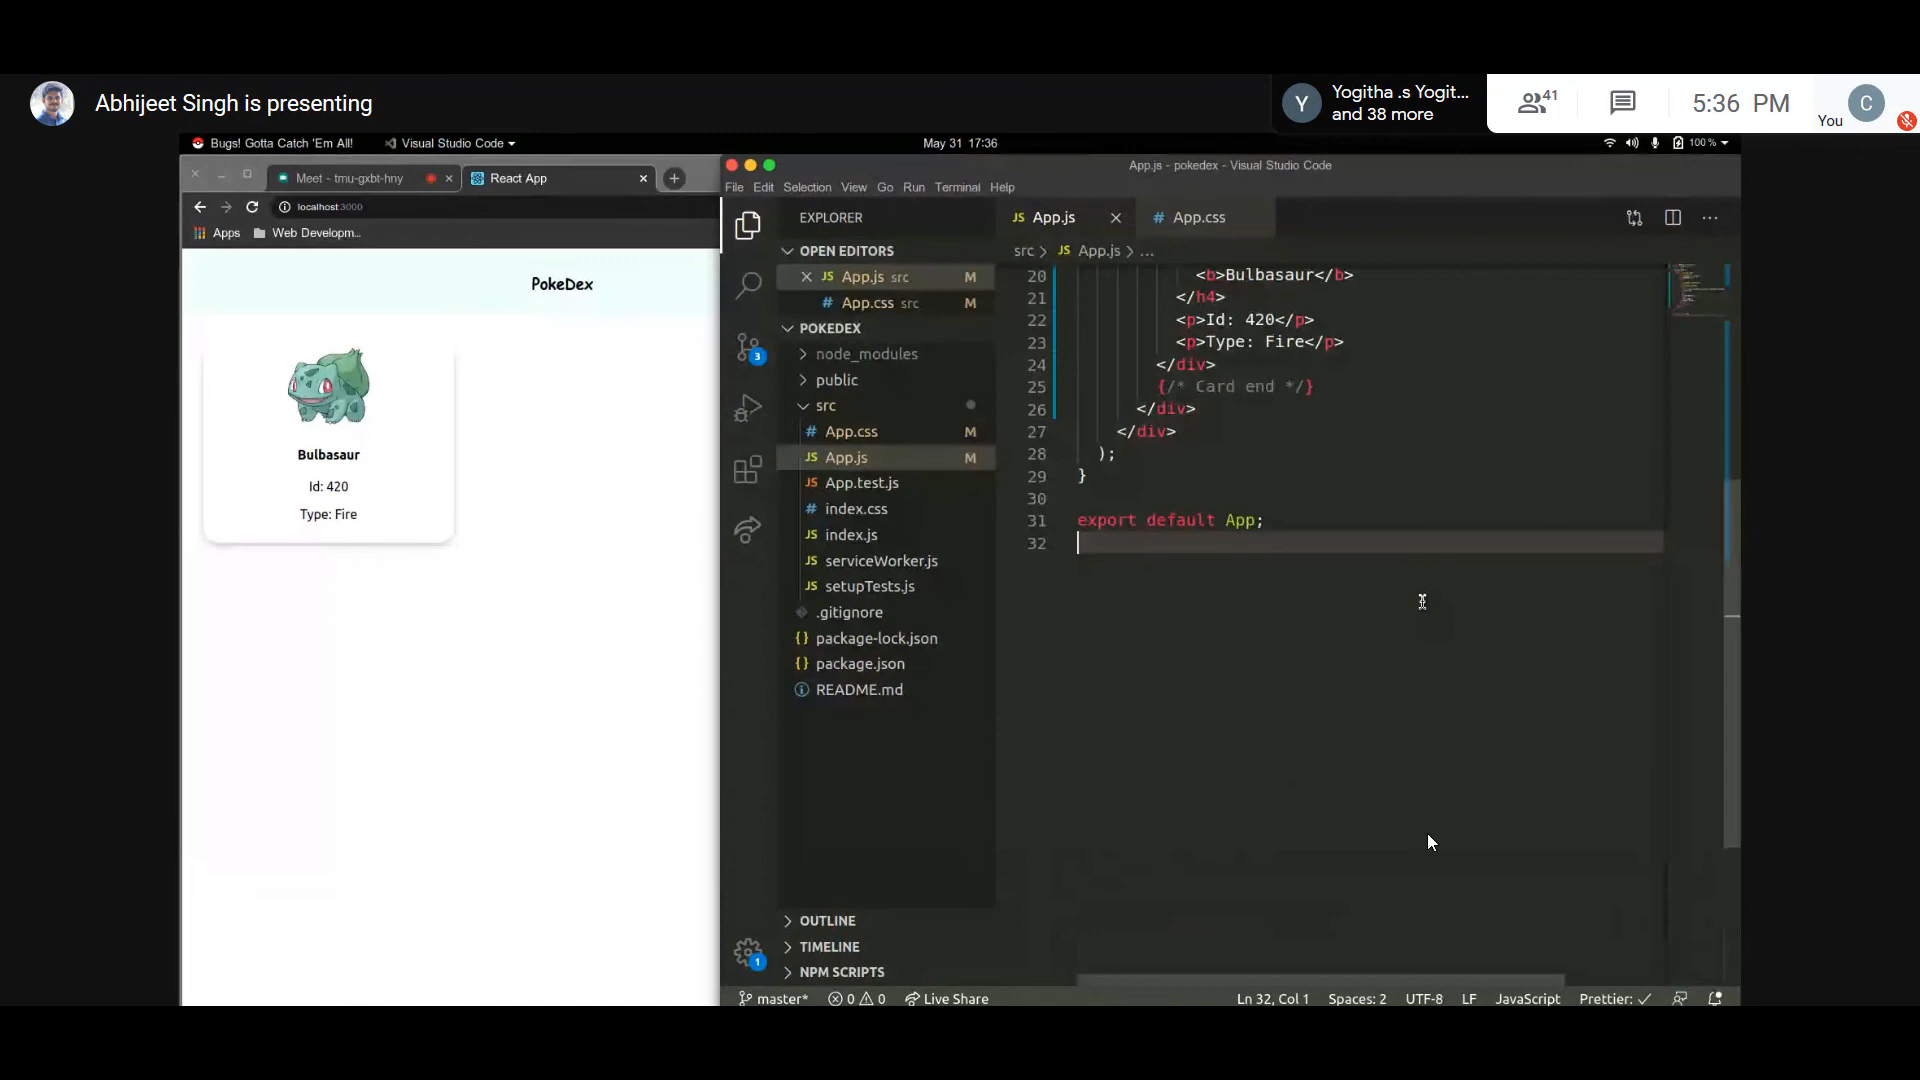 Abhijeet Singh is presenting
Y
Yogitha .s Yogit...
and 38 more
41
5:36 PM
You
C
Bugs! Gotta Catch 'Em All!
Visual Studio Code
May 31 17:36
100 %
Meet - tmu-gxbt-hny
React App
localhost:3000
Apps
Web Developm...
PokeDex
Bulbasaur
Id: 420
Type: Fire
App.js - pokedex - Visual Studio Code
File Edit Selection View Go Run Terminal Help
EXPLORER
OPEN EDITORS
JS App.js src M
# App.css src M
POKEDEX
node_modules
public
src
# App.css M
JS App.js M
JS App.test.js
# index.css
JS index.js
JS serviceWorker.js
JS setupTests.js
.gitignore
{} package-lock.json
{} package.json
README.md
OUTLINE
TIMELINE
NPM SCRIPTS
3
1
JS App.js
# App.css
src > JS App.js > ...
20 <b>Bulbasaur</b>
21 </h4>
22 <p>Id: 420</p>
23 <p>Type: Fire</p>
24 </div>
25 {/* Card end */}
26 </div>
27 </div>
28 );
29 }
30
31 export default App;
32
master* 0 0 Live Share
Ln 32, Col 1 Spaces: 2 UTF-8 LF JavaScript Prettier: ✓